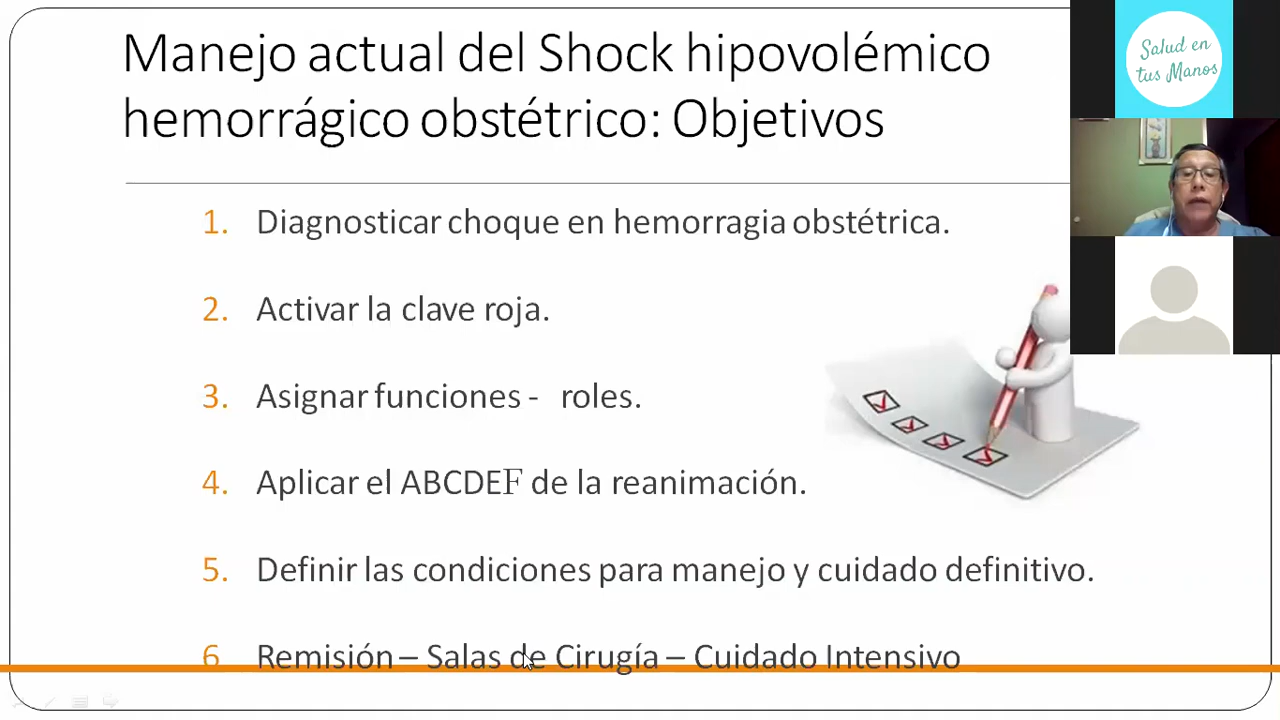 Manejo actual del Shock hipovolémico
hemorrágico obstétrico: Objetivos
1. Diagnosticar choque en hemorragia obstétrica.
2. Activar la clave roja.
3. Asignar funciones - roles.
4. Aplicar el ABCDEF de la reanimación.
5. Definir las condiciones para manejo y cuidado definitivo.
6. Remisión – Salas de Cirugía – Cuidado Intensivo
Salud en
tus Manos